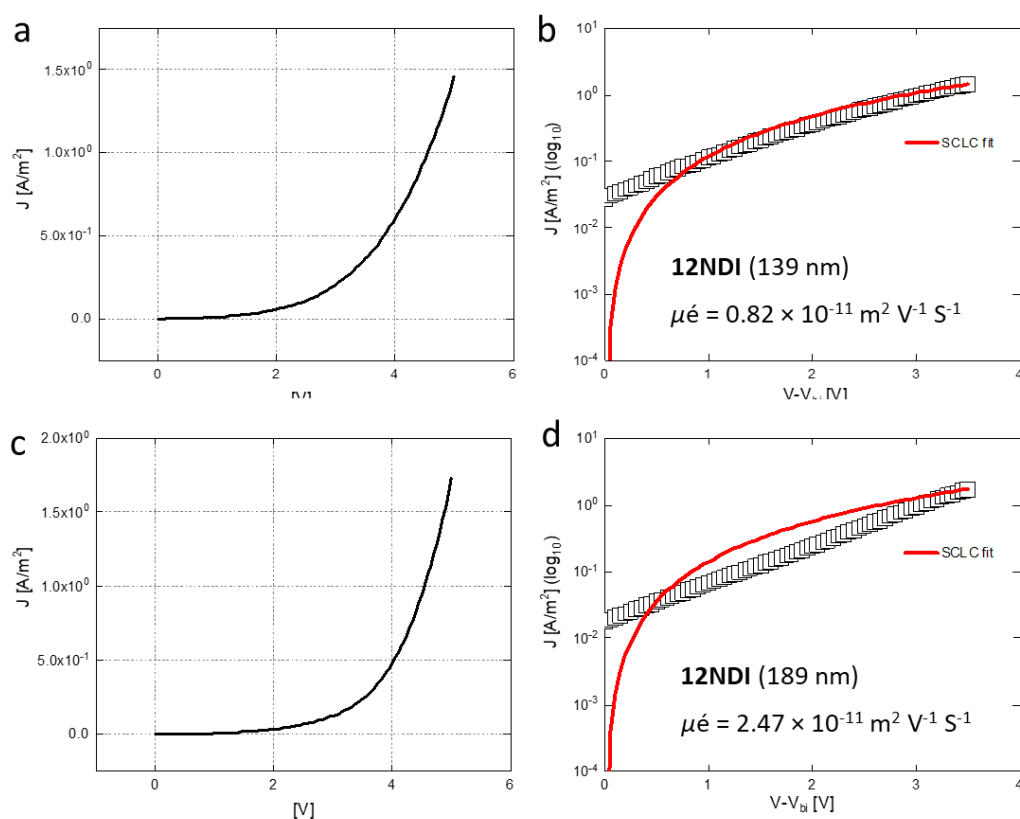 a
J [A/m²]
1.5x10⁰
1.0x10⁰
5.0x10⁻¹
0.0
0 2 4 6
b
J [A/m²] (log₁₀)
10¹
10⁰
10⁻¹
10⁻²
10⁻³
10⁻⁴
SCLC fit
12NDI (139 nm)
µé = 0.82 × 10⁻¹¹ m² V⁻¹ S⁻¹
0 1 2 3 4
c
J [A/m²]
2.0x10⁰
1.5x10⁰
1.0x10⁰
5.0x10⁻¹
0.0
0 2 4 6
[V]
d
J [A/m²] (log₁₀)
10¹
10⁰
10⁻¹
10⁻²
10⁻³
10⁻⁴
SCLC fit
12NDI (189 nm)
µé = 2.47 × 10⁻¹¹ m² V⁻¹ S⁻¹
0 1 2 3 4
V-V_bi [V]